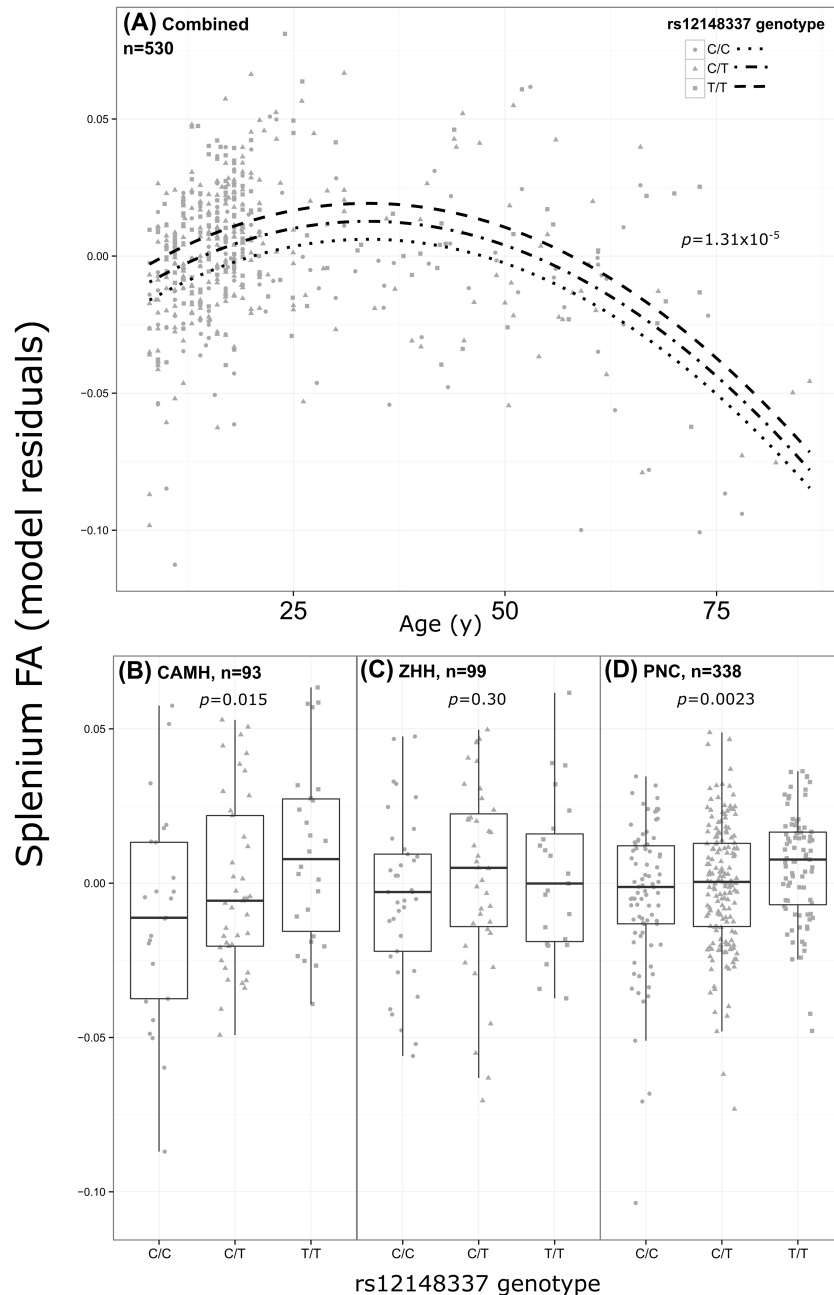 (A) Combined
n=530
rs12148337 genotype
C/C
C/T
T/T
0.05
0.00
−0.05
−0.10
p=1.31x10-5
25
50
75
Age (y)
Splenium FA (model residuals)
(B) CAMH, n=93
p=0.015
(C) ZHH, n=99
p=0.30
(D) PNC, n=338
p=0.0023
0.05
0.00
−0.05
−0.10
C/C
C/T
T/T
C/C
C/T
T/T
C/C
C/T
T/T
rs12148337 genotype